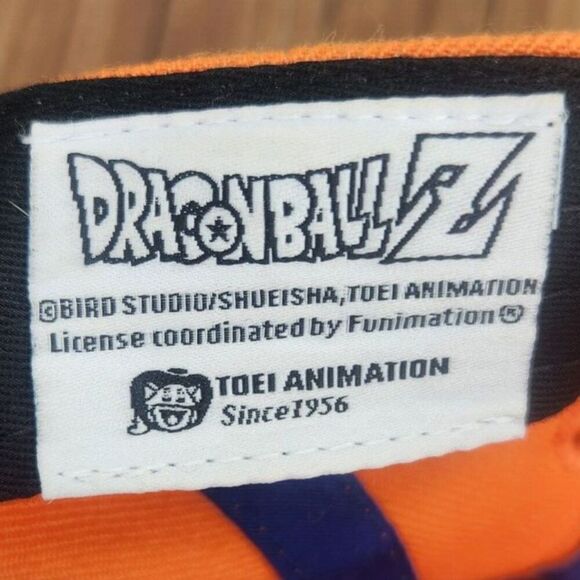 DRAGONBALL Z
©BIRD STUDIO/SHUEISHA,TOEI ANIMATION
License coordinated by Funimation®
TOEI ANIMATION
Since1956